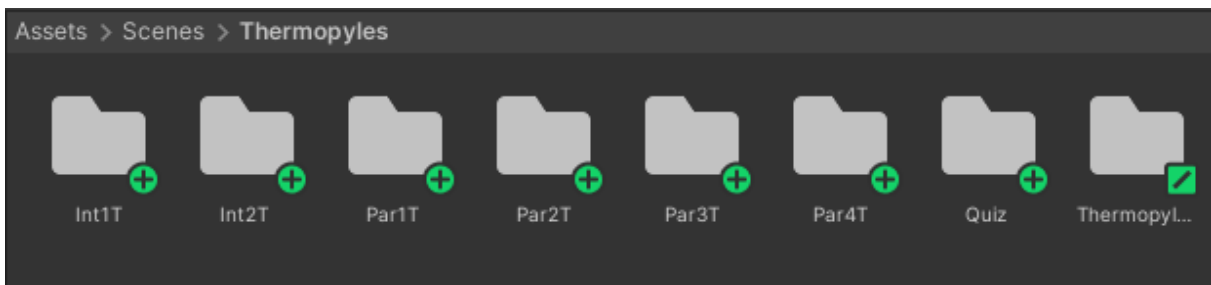 Assets > Scenes > Thermopyles
Int1T Int2T Par1T Par2T Par3T Par4T Quiz Thermopyl...